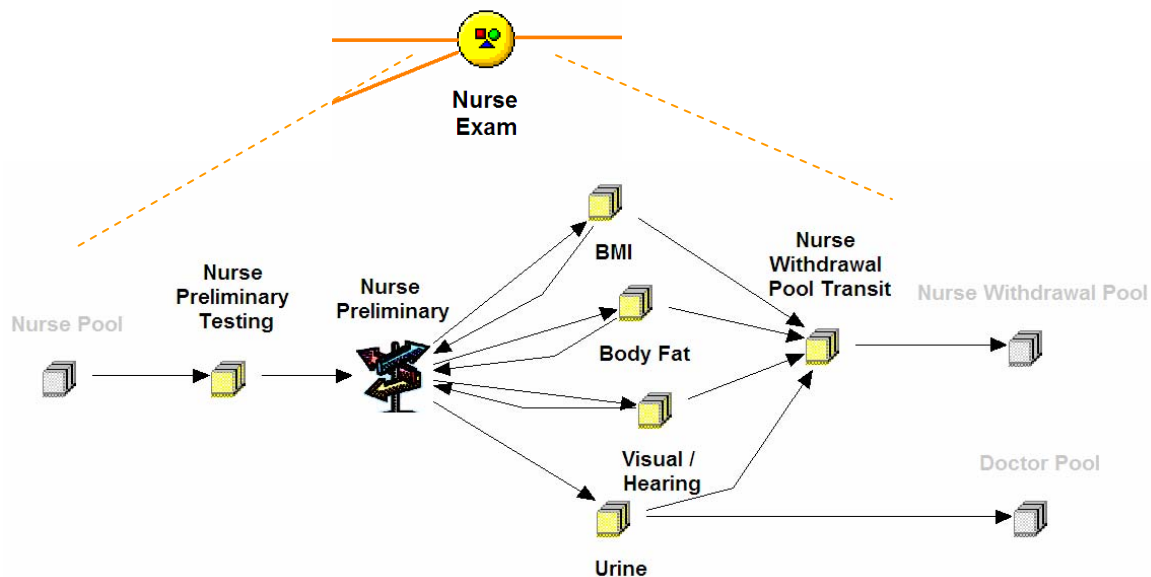 Nurse
Exam
BMI
Nurse
Withdrawal
Pool Transit
Nurse
Preliminary
Testing
Nurse
Preliminary
Nurse Withdrawal Pool
Nurse Pool
Body Fat
Visual /
Hearing
Doctor Pool
Urine